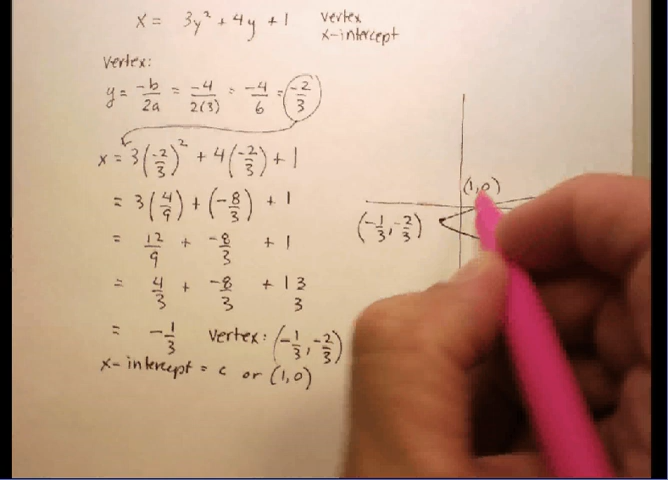 x = 3y² + 4y + 1
vertex
x-intercept
vertex:
y = -b/2a = -4/2(3) = -4/6 = -2/3
x = 3(-2/3)² + 4(-2/3) + 1
= 3(4/9) + (-8/3) + 1
= 12/9 + -8/3 + 1
= 4/3 + -8/3 + 1 3/3
= -1/3 vertex: (-1/3, -2/3)
x-intercept = c or (1,0)
(1,0)
(-1/3, -2/3)